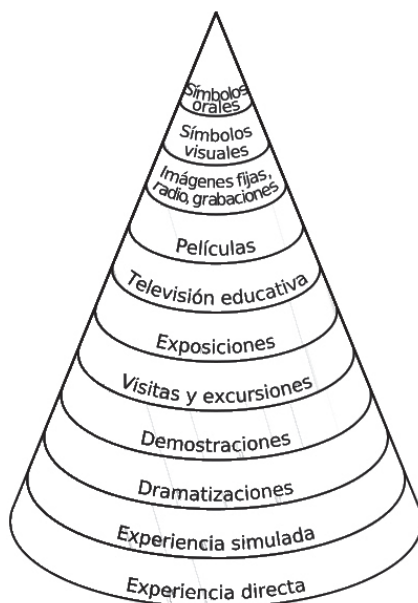 Símbolos
orales
Símbolos
visuales
Imágenes fijas,
radio, grabaciones
Películas
Televisión educativa
Exposiciones
Visitas y excursiones
Demostraciones
Dramatizaciones
Experiencia simulada
Experiencia directa